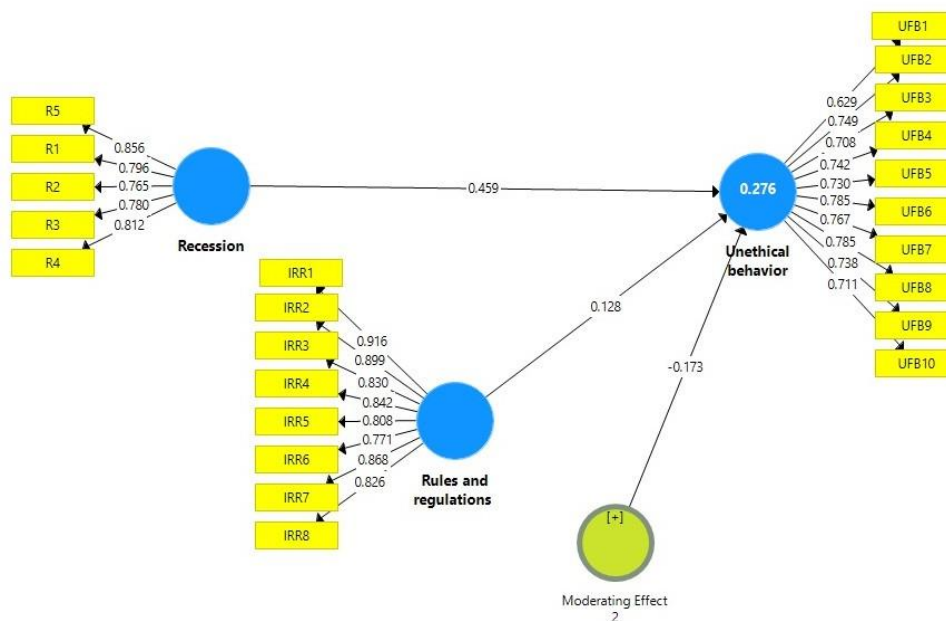 UFB1
UFB2
UFB3
UFB4
UFB5
UFB6
UFB7
UFB8
UFB9
UFB10
0.629
0.749
0.708
0.742
0.730
0.785
0.767
0.785
0.738
0.711
R5
R1
R2
R3
R4
0.856
0.796
0.765
0.780
0.812
Recession
0.459
0.276
Unethical
behavior
IRR1
IRR2
IRR3
IRR4
IRR5
IRR6
IRR7
IRR8
0.916
0.899
0.830
0.842
0.808
0.771
0.868
0.826
Rules and
regulations
0.128
-0.173
[+]
Moderating Effect
2